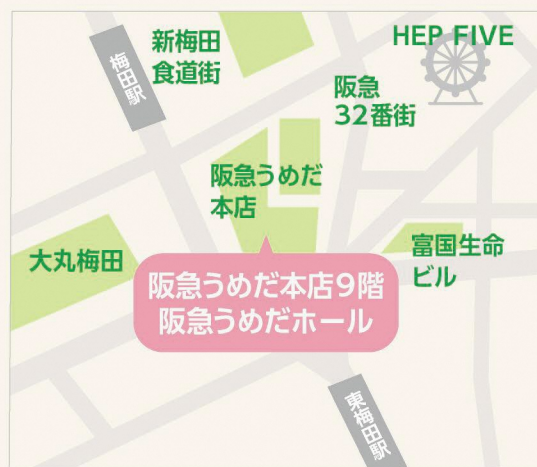 新梅田
食道街
HEP FIVE
梅田駅
阪急
32番街
阪急うめだ
本店
大丸梅田
富国生命
ビル
阪急うめだ本店9階
阪急うめだホール
東梅田駅